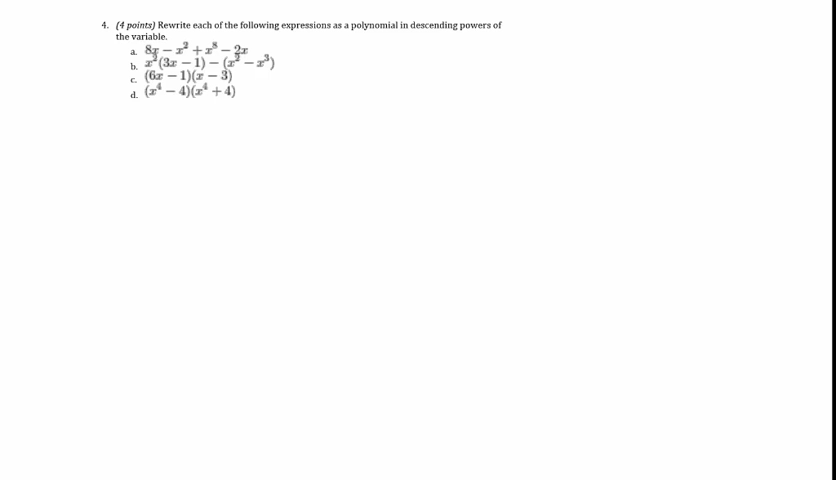 4. (4 points) Rewrite each of the following expressions as a polynomial in descending powers of
the variable.
a. 8x − x² + x⁸ − 2x
b. x²(3x − 1) − (x² − x³)
c. (6x − 1)(x − 3)
d. (x⁴ − 4)(x⁴ + 4)